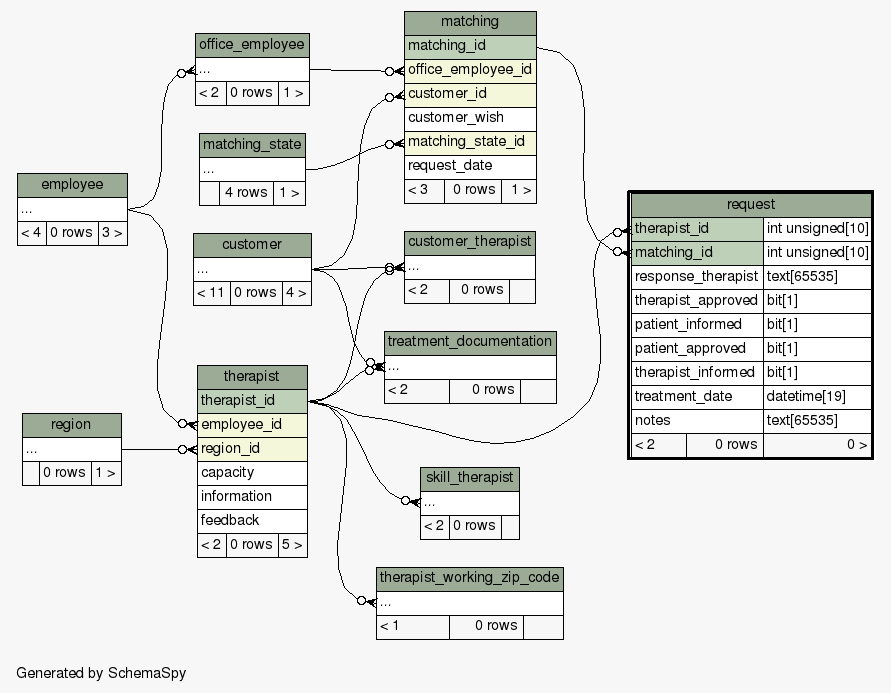 matching
matching_id
office_employee_id
customer_id
customer_wish
matching_state_id
request_date
< 3 0 rows 1 >
office_employee
...
< 2 0 rows 1 >
matching_state
...
4 rows 1 >
employee
...
< 4 0 rows 3 >
customer
...
< 11 0 rows 4 >
customer_therapist
...
< 2 0 rows
request
therapist_id int unsigned[10]
matching_id int unsigned[10]
response_therapist text[65535]
therapist_approved bit[1]
patient_informed bit[1]
patient_approved bit[1]
therapist_informed bit[1]
treatment_date datetime[19]
notes text[65535]
< 2 0 rows 0 >
treatment_documentation
...
< 2 0 rows
therapist
therapist_id
employee_id
region_id
capacity
information
feedback
< 2 0 rows 5 >
region
...
0 rows 1 >
skill_therapist
...
< 2 0 rows
therapist_working_zip_code
...
< 1 0 rows
Generated by SchemaSpy